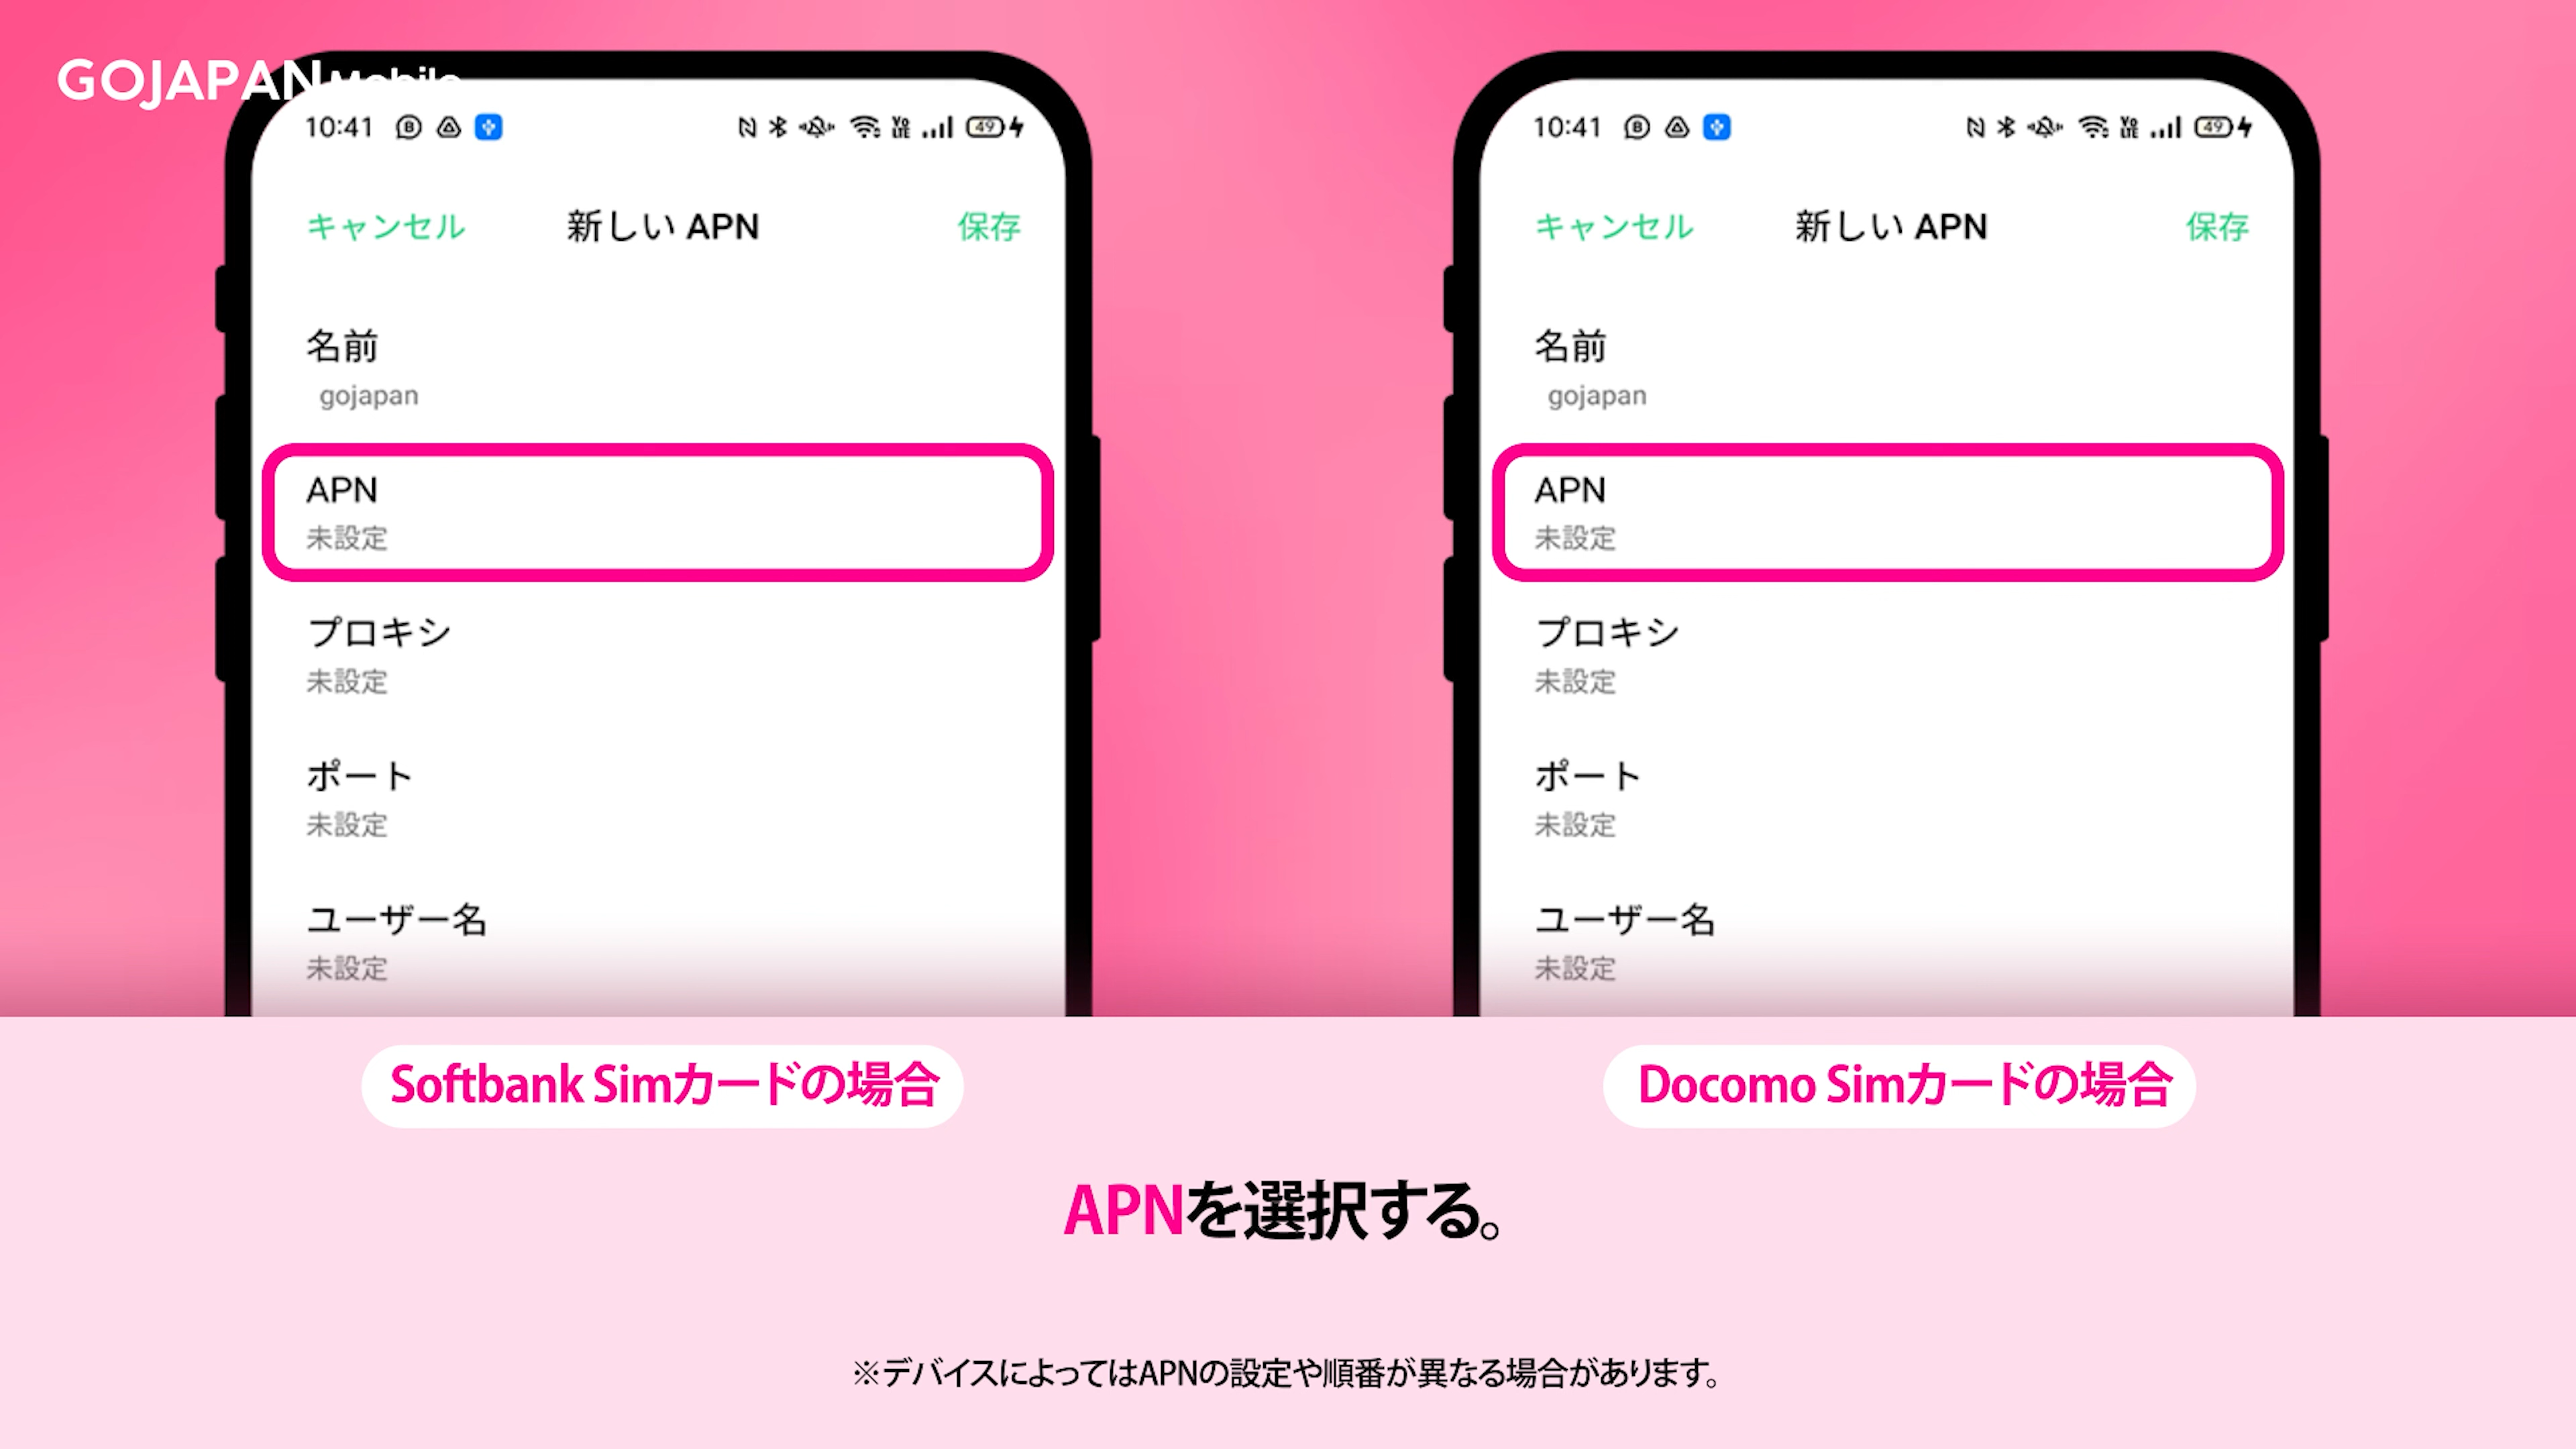 GOJAPAN Mobile
10:41
49
キャンセル
新しい APN
保存
名前
gojapan
APN
未設定
プロキシ
未設定
ポート
未設定
ユーザー名
未設定
10:41
49
キャンセル
新しい APN
保存
名前
gojapan
APN
未設定
プロキシ
未設定
ポート
未設定
ユーザー名
未設定
Softbank Simカードの場合
Docomo Simカードの場合
APNを選択する。
※デバイスによってはAPNの設定や順番が異なる場合があります。